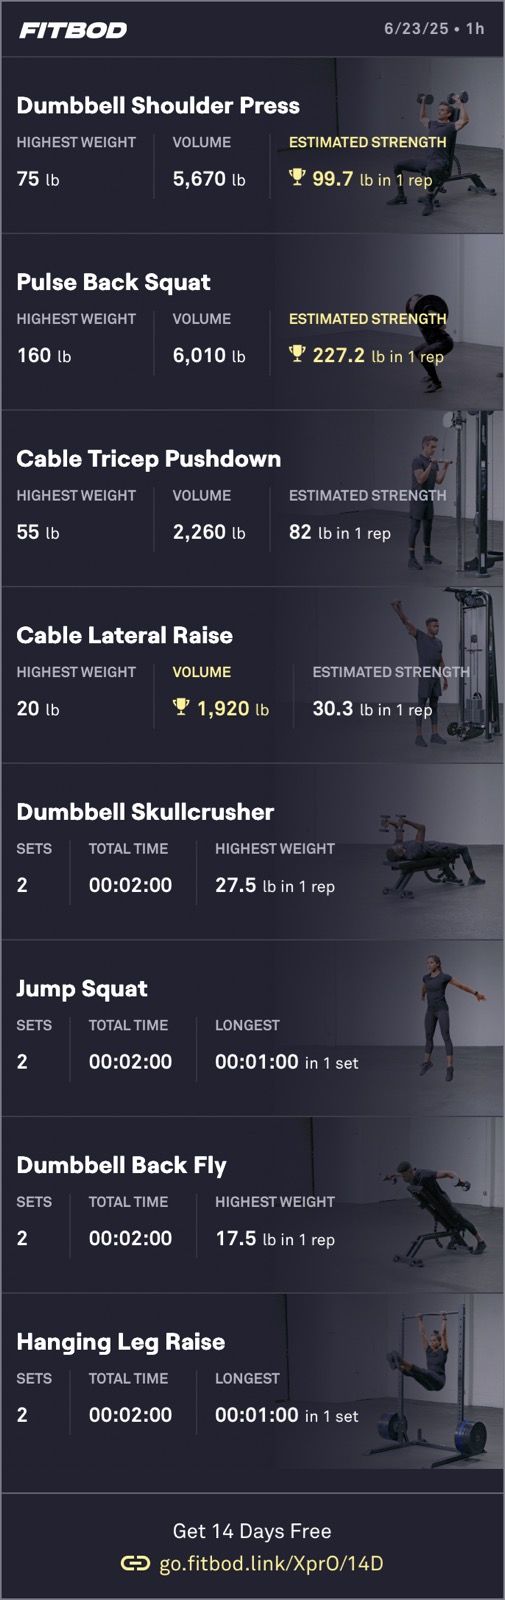 FITBOD
6/23/25 • 1h
Dumbbell Shoulder Press
HIGHEST WEIGHT VOLUME ESTIMATED STRENGTH
75 lb 5,670 lb 99.7 lb in 1 rep
Pulse Back Squat
HIGHEST WEIGHT VOLUME ESTIMATED STRENGTH
160 lb 6,010 lb 227.2 lb in 1 rep
Cable Tricep Pushdown
HIGHEST WEIGHT VOLUME ESTIMATED STRENGTH
55 lb 2,260 lb 82 lb in 1 rep
Cable Lateral Raise
HIGHEST WEIGHT VOLUME ESTIMATED STRENGTH
20 lb 1,920 lb 30.3 lb in 1 rep
Dumbbell Skullcrusher
SETS TOTAL TIME HIGHEST WEIGHT
2 00:02:00 27.5 lb in 1 rep
Jump Squat
SETS TOTAL TIME LONGEST
2 00:02:00 00:01:00 in 1 set
Dumbbell Back Fly
SETS TOTAL TIME HIGHEST WEIGHT
2 00:02:00 17.5 lb in 1 rep
Hanging Leg Raise
SETS TOTAL TIME LONGEST
2 00:02:00 00:01:00 in 1 set
Get 14 Days Free
go.fitbod.link/XprO/14D